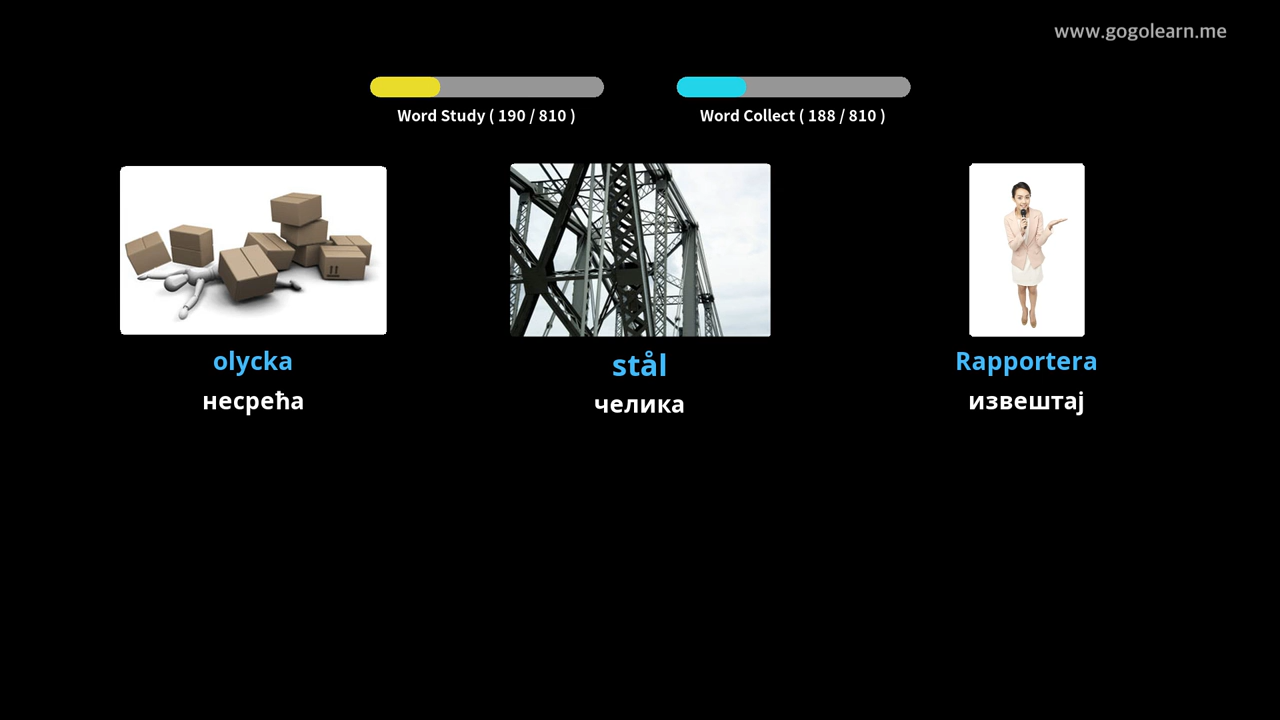 www.gogolearn.me
Word Study ( 190 / 810 )
Word Collect ( 188 / 810 )
olycka
несрећа
stål
челика
Rapportera
извештај